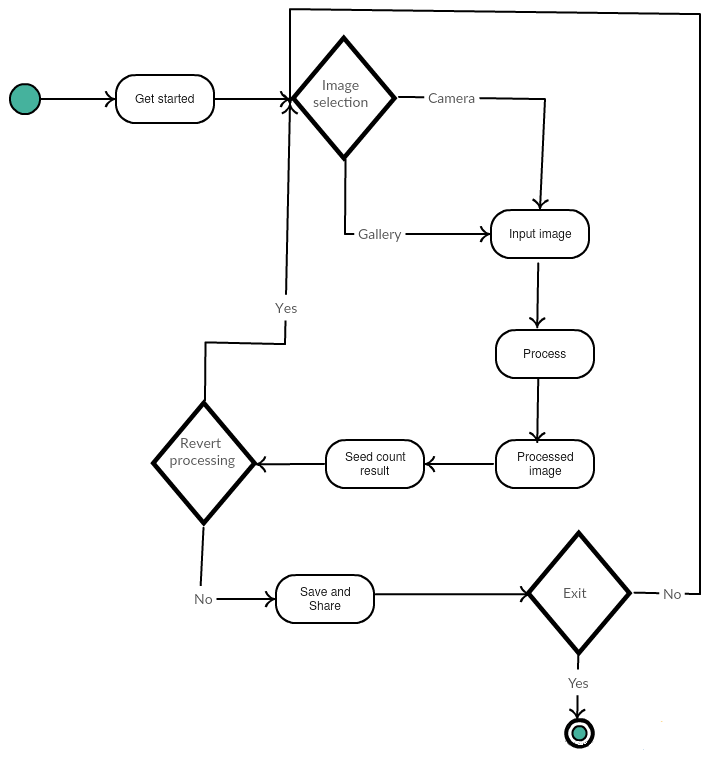 Get started
Image
selection
Camera
Gallery
Input image
Yes
Process
Revert
processing
Seed count
result
Processed
image
No
Save and
Share
Exit
No
Yes